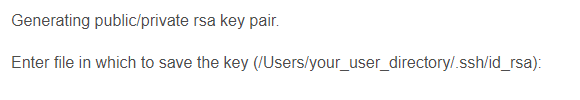 Generating public/private rsa key pair.
Enter file in which to save the key (/Users/your_user_directory/.ssh/id_rsa):